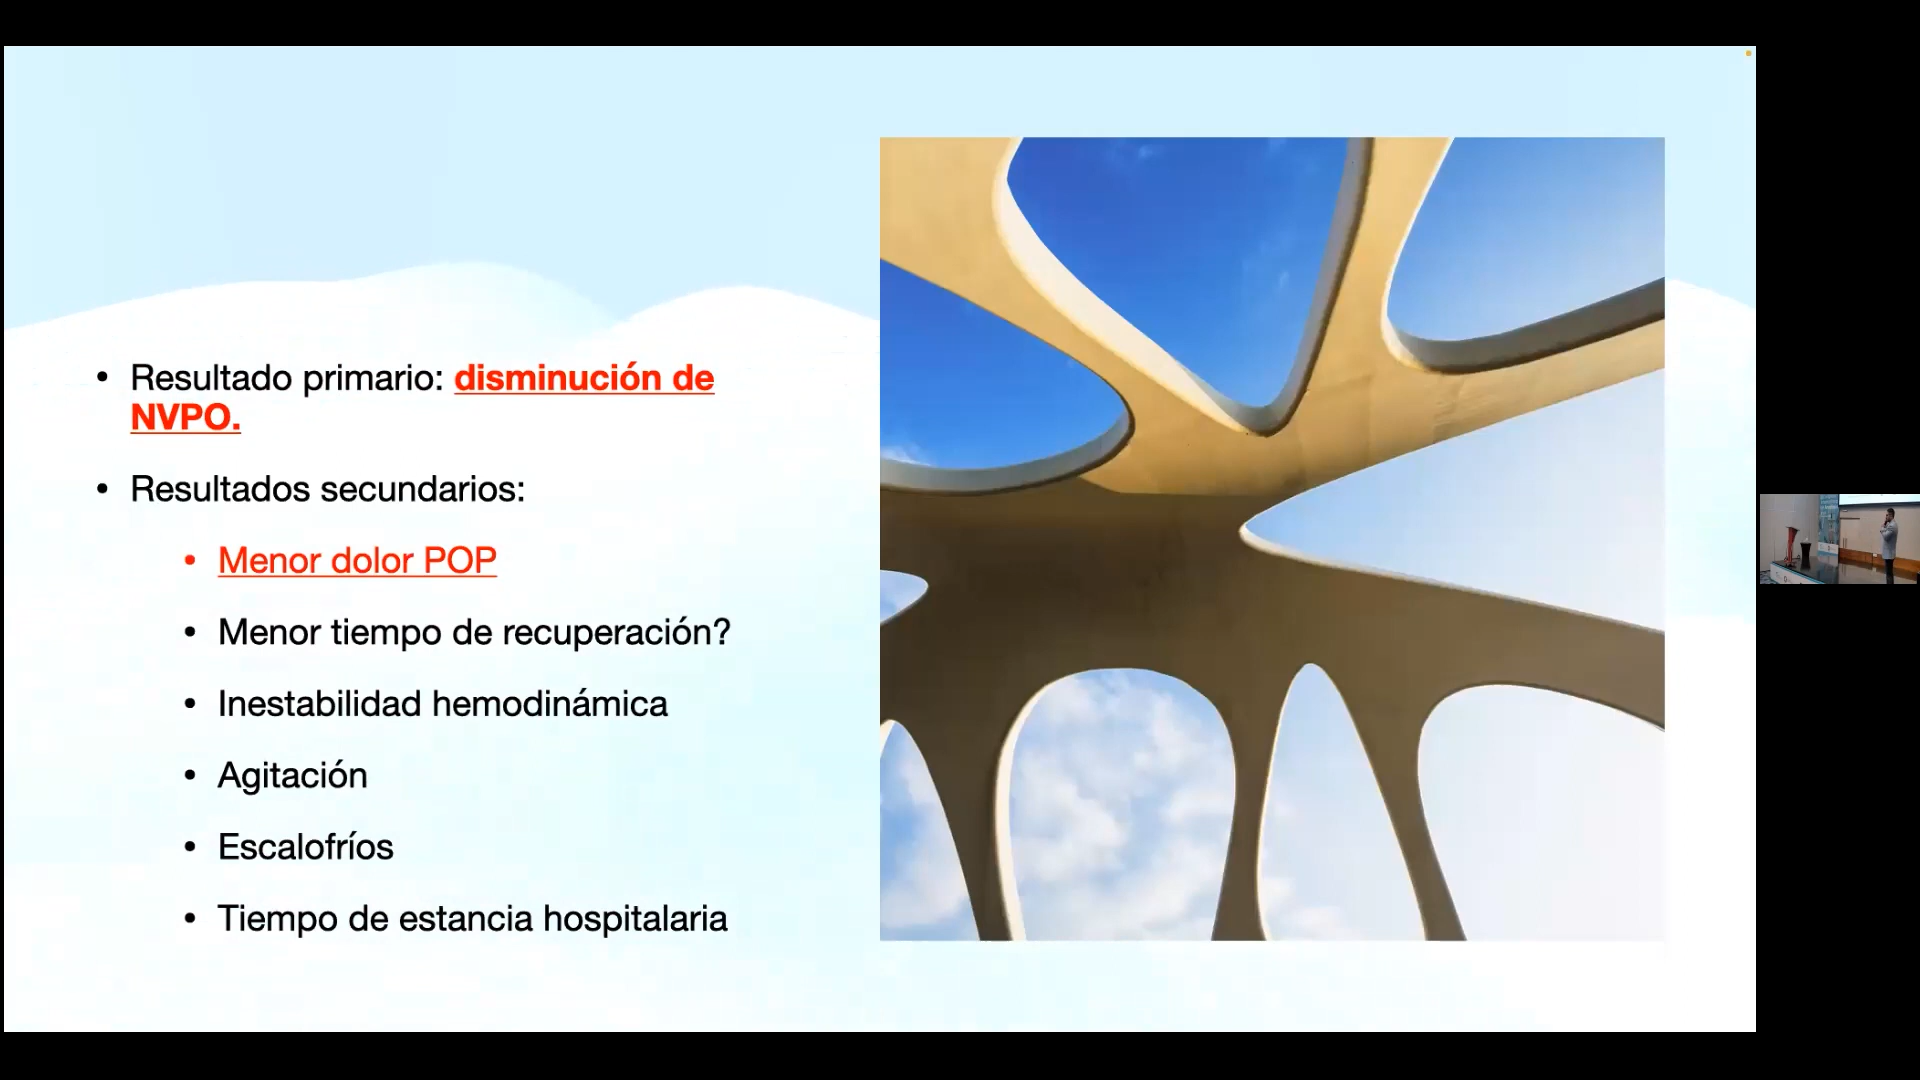 • Resultado primario: disminución de
NVPO.
• Resultados secundarios:
• Menor dolor POP
• Menor tiempo de recuperación?
• Inestabilidad hemodinámica
• Agitación
• Escalofríos
• Tiempo de estancia hospitalaria